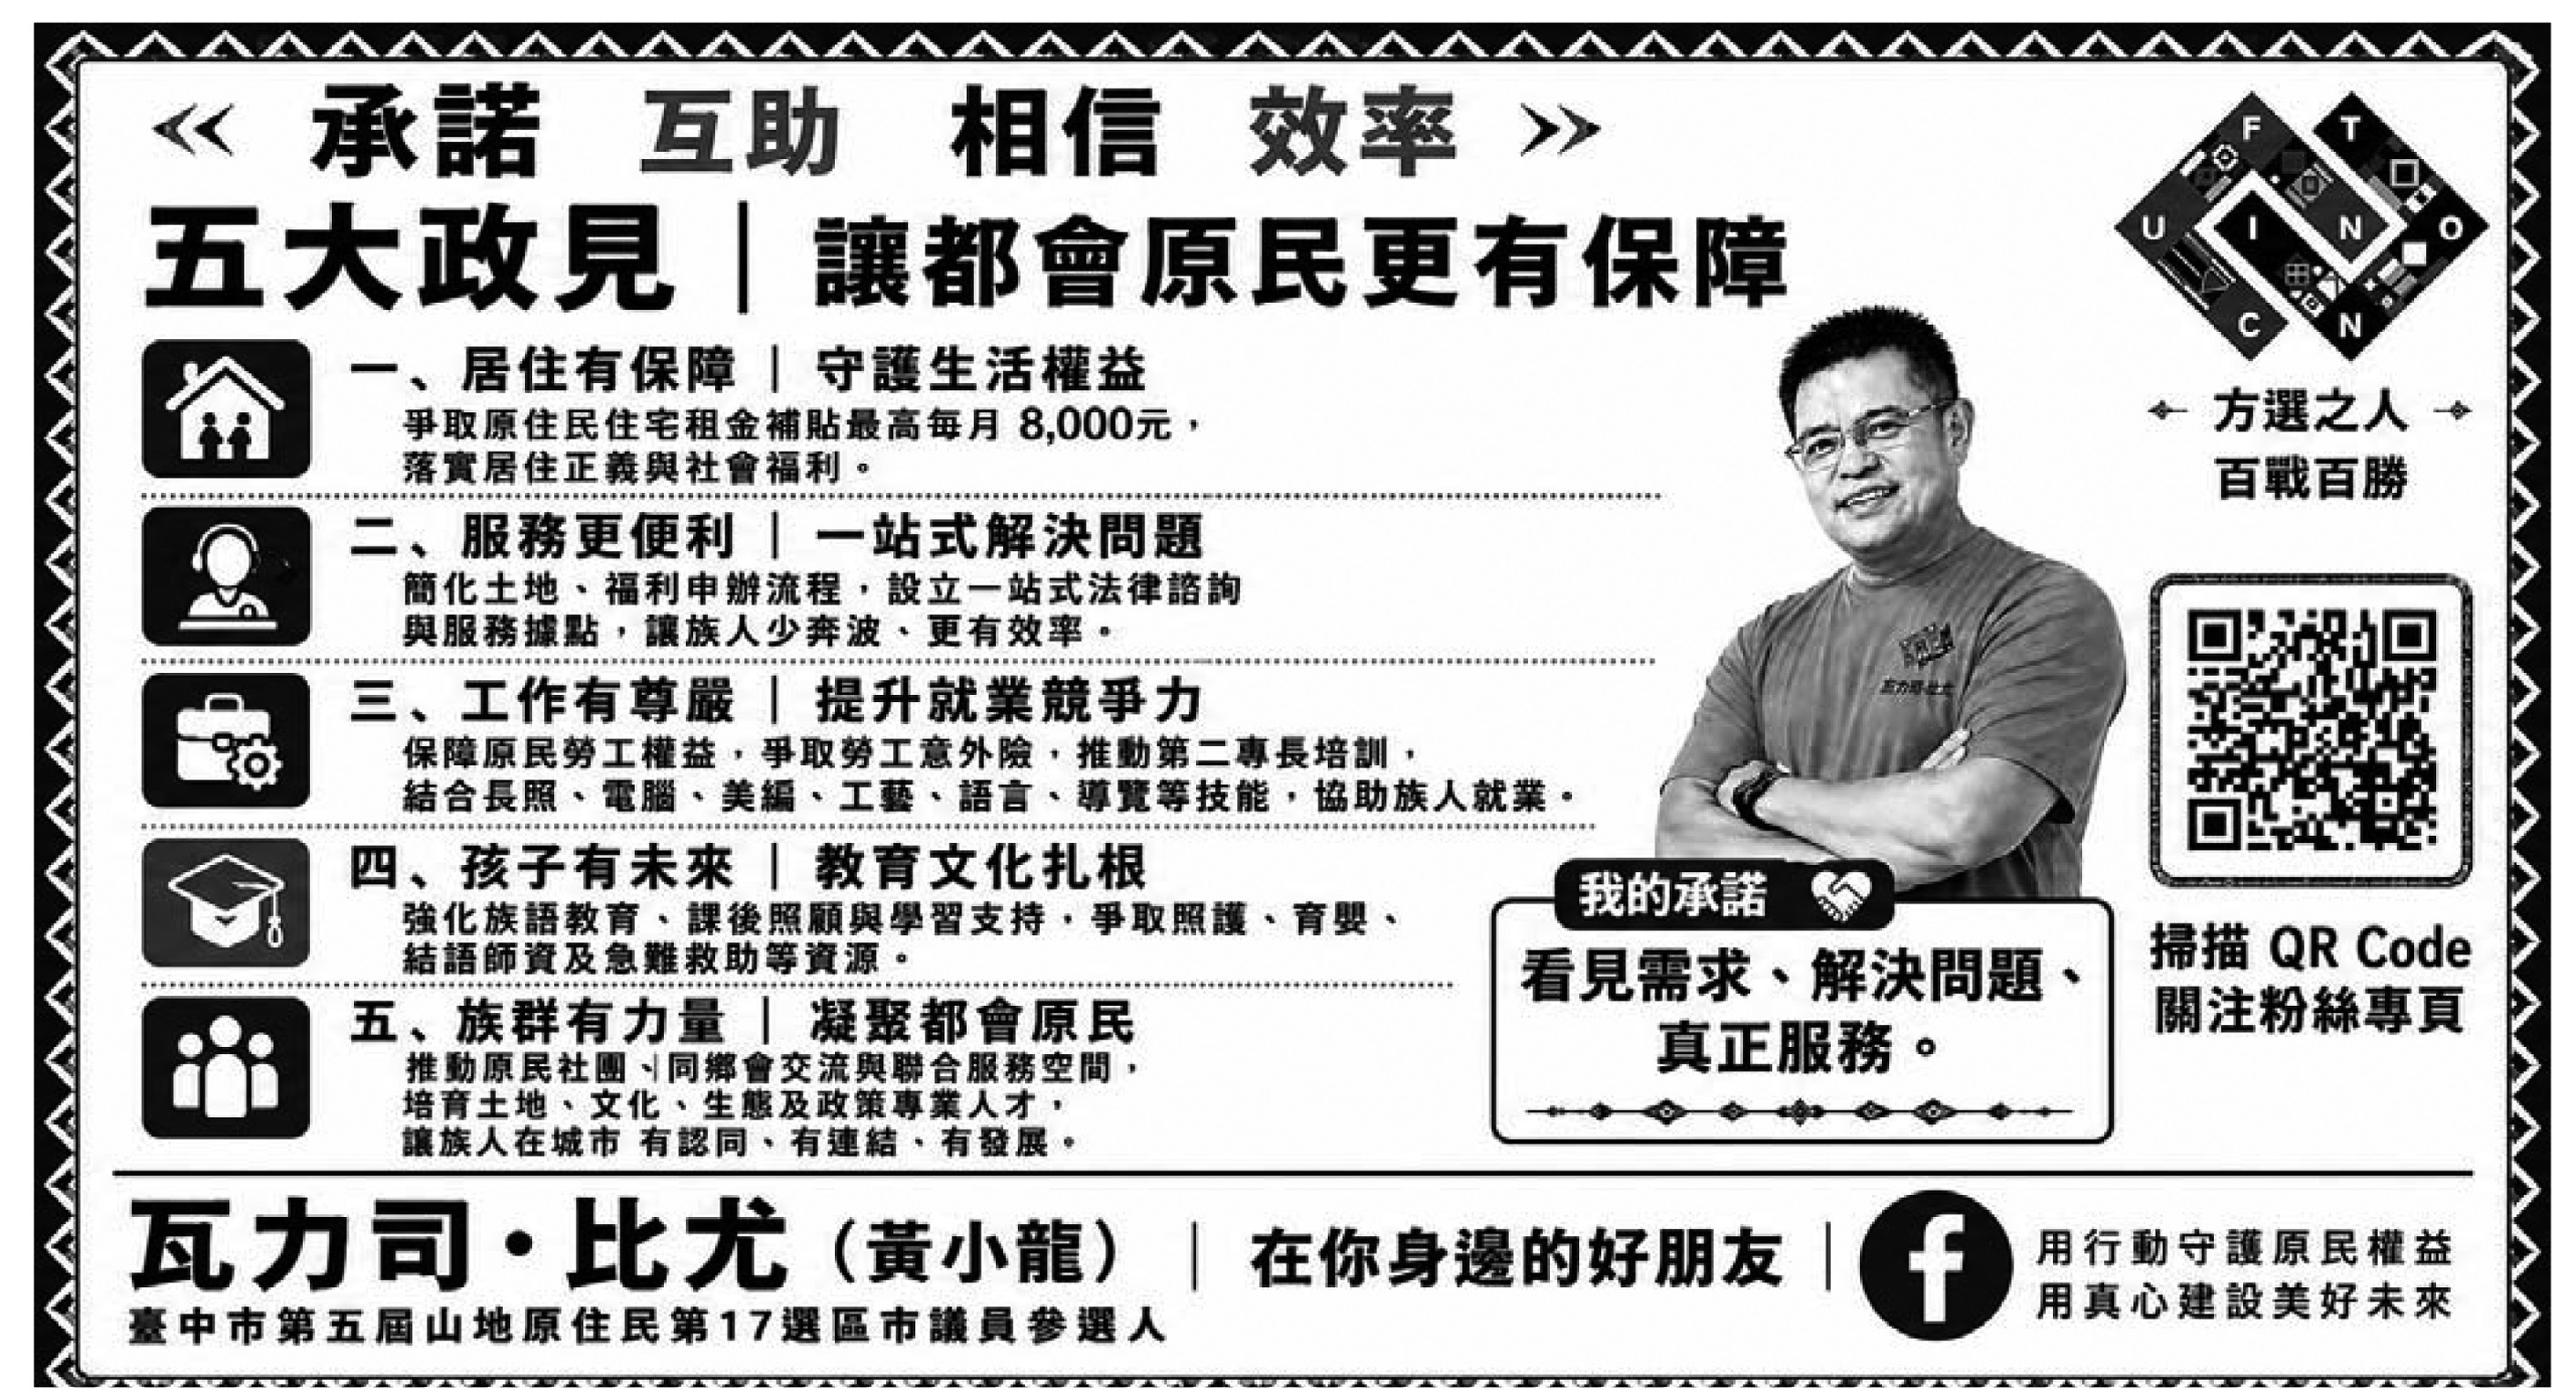 承諾 互助 相信 效率
五大政見｜讓都會原民更有保障
一、居住有保障｜守護生活權益
爭取原住民住宅租金補貼最高每月 8,000元，
落實居住正義與社會福利。
二、服務更便利｜一站式解決問題
簡化土地、福利申辦流程，設立一站式法律諮詢
與服務據點，讓族人少奔波、更有效率。
三、工作有尊嚴｜提升就業競爭力
保障原民勞工權益，爭取勞工意外險，推動第二專長培訓，
結合長照、電腦、美編、工藝、語言、導覽等技能，協助族人就業。
四、孩子有未來｜教育文化扎根
強化族語教育、課後照顧與學習支持，爭取照護、育嬰、
結語師資及急難救助等資源。
五、族群有力量｜凝聚都會原民
推動原民社團、同鄉會交流與聯合服務空間，
培育土地、文化、生態及政策專業人才，
讓族人在城市 有認同、有連結、有發展。
F T
U I N O
C N
方選之人
百戰百勝
掃描 QR Code
關注粉絲專頁
我的承諾
看見需求、解決問題、
真正服務。
瓦力司·比尤（黃小龍）｜在你身邊的好朋友｜
臺中市第五屆山地原住民第17選區市議員參選人
f
用行動守護原民權益
用真心建設美好未來